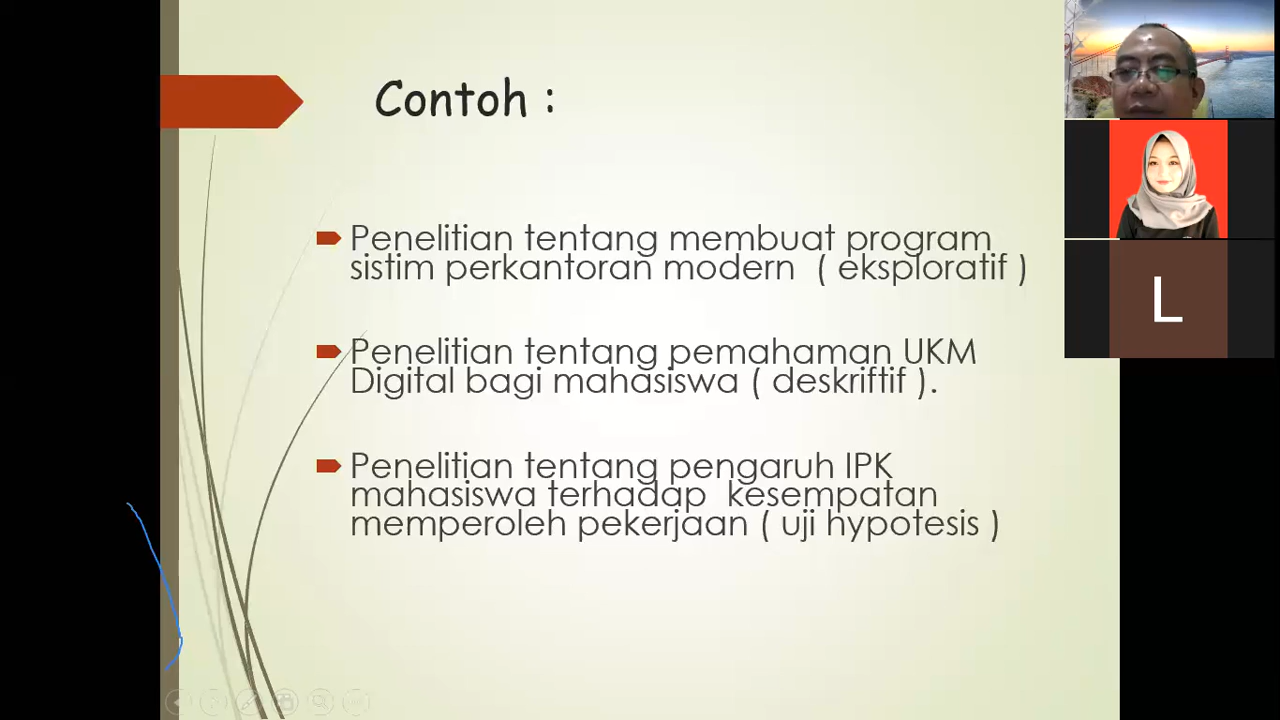 Contoh :
Penelitian tentang membuat program
sistim perkantoran modern ( eksploratif )
Penelitian tentang pemahaman UKM
Digital bagi mahasiswa ( deskriftif ).
Penelitian tentang pengaruh IPK
mahasiswa terhadap kesempatan
memperoleh pekerjaan ( uji hypotesis )
L